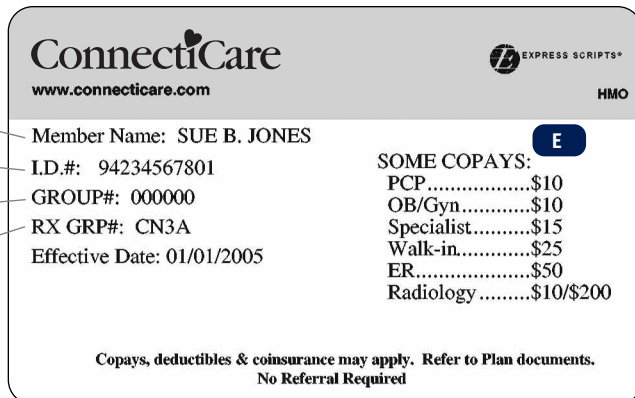 ConnectiCare
EXPRESS SCRIPTS®
www.connecticare.com
HMO
Member Name: SUE B. JONES
I.D.#: 94234567801
GROUP#: 000000
RX GRP#: CN3A
Effective Date: 01/01/2005
E
SOME COPAYS:
PCP..................$10
OB/Gyn............$10
Specialist..........$15
Walk-in.............$25
ER....................$50
Radiology.........$10/$200
Copays, deductibles & coinsurance may apply. Refer to Plan documents.
No Referral Required